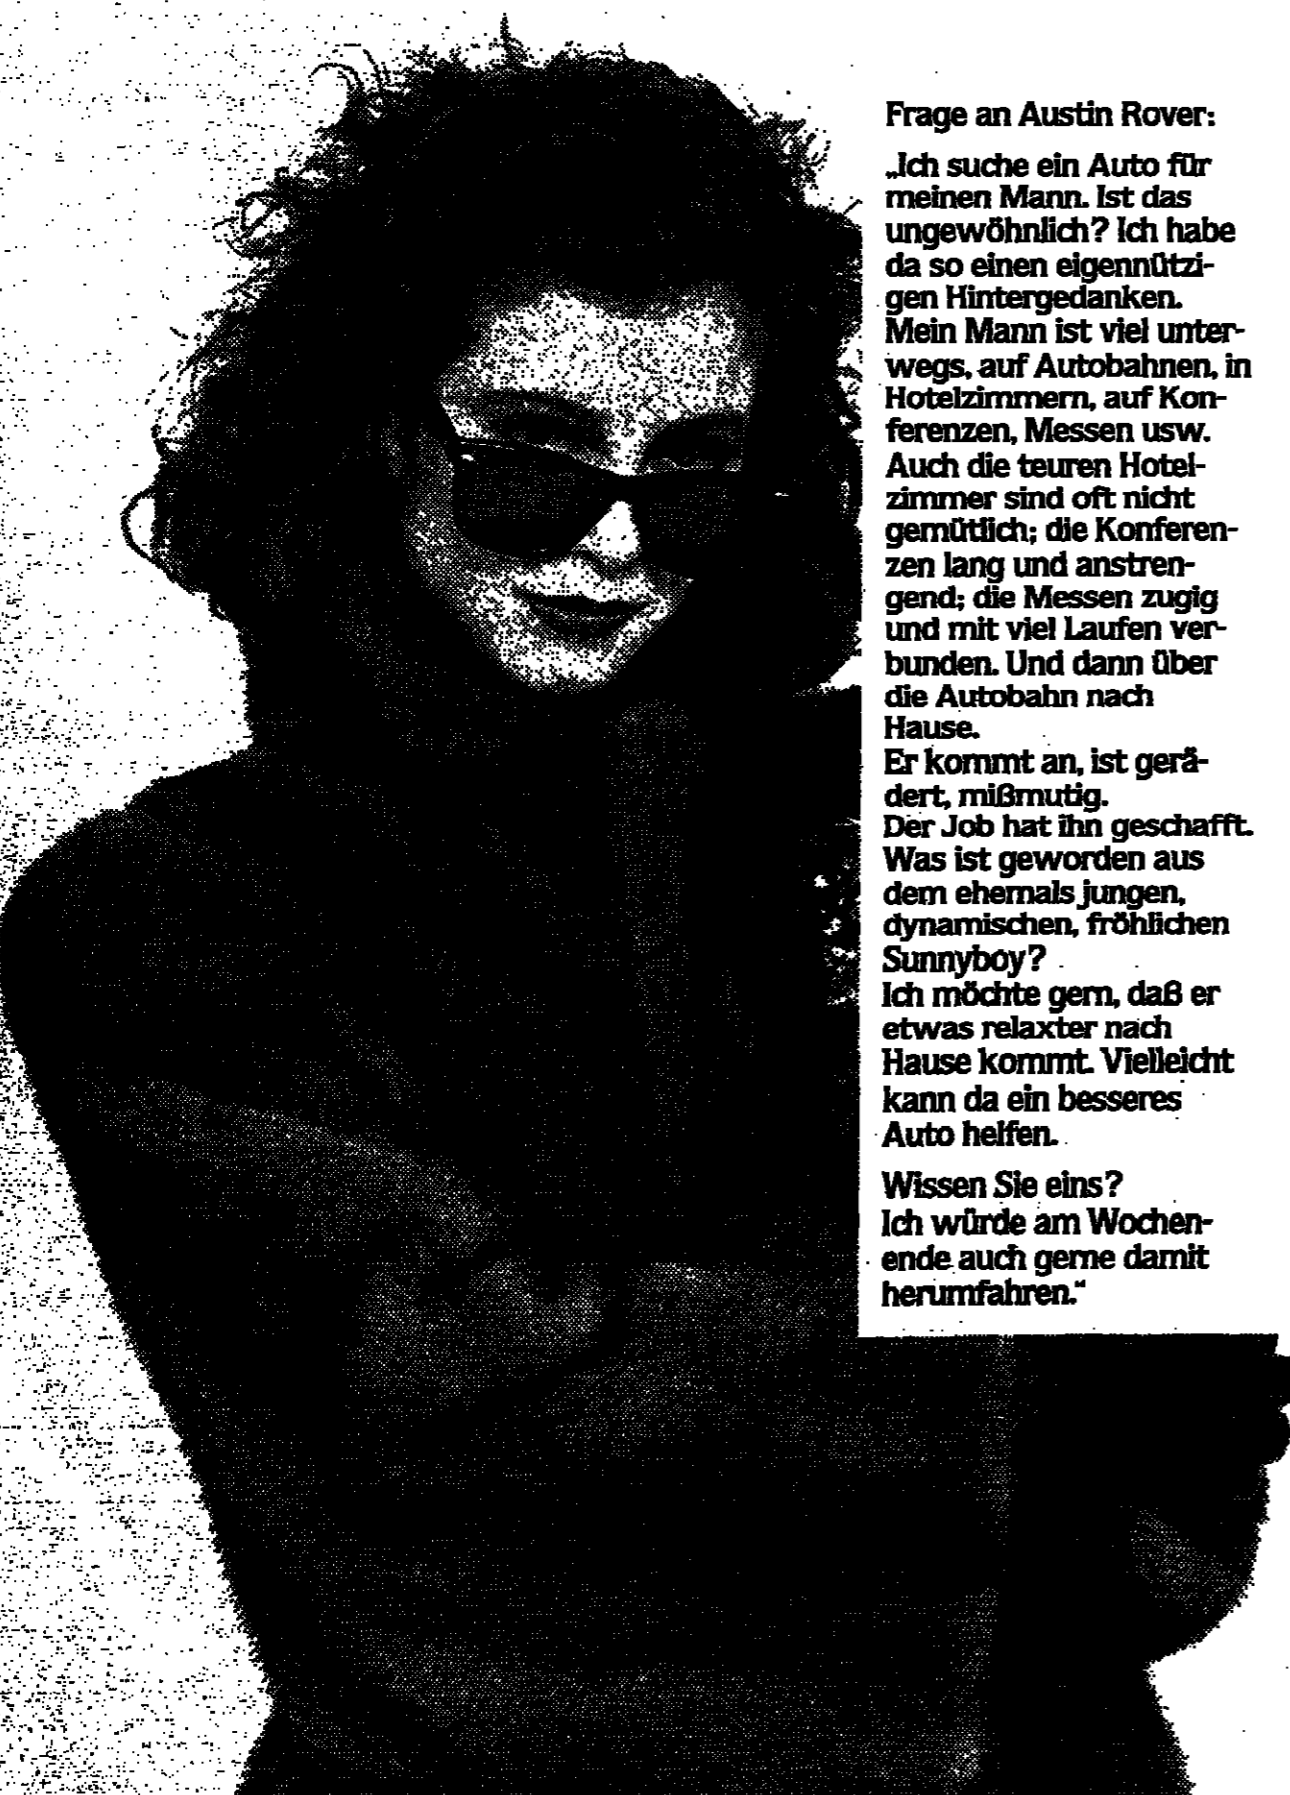 Frage an Austin Rover:
„Ich suche ein Auto für
meinen Mann. Ist das
ungewöhnlich? Ich habe
da so einen eigennützi-
gen Hintergedanken.
Mein Mann ist viel unter-
wegs, auf Autobahnen, in
Hotelzimmern, auf Kon-
ferenzen, Messen usw.
Auch die teuren Hotel-
zimmer sind oft nicht
gemütlich; die Konferen-
zen lang und anstren-
gend; die Messen zugig
und mit viel Laufen ver-
bunden. Und dann über
die Autobahn nach
Hause.
Er kommt an, ist gerä-
dert, mißmutig.
Der Job hat ihn geschafft.
Was ist geworden aus
dem ehemals jungen,
dynamischen, fröhlichen
Sunnyboy?
Ich möchte gern, daß er
etwas relaxter nach
Hause kommt. Vielleicht
kann da ein besseres
Auto helfen.
Wissen Sie eins?
Ich würde am Wochen-
ende auch gerne damit
herumfahren.“